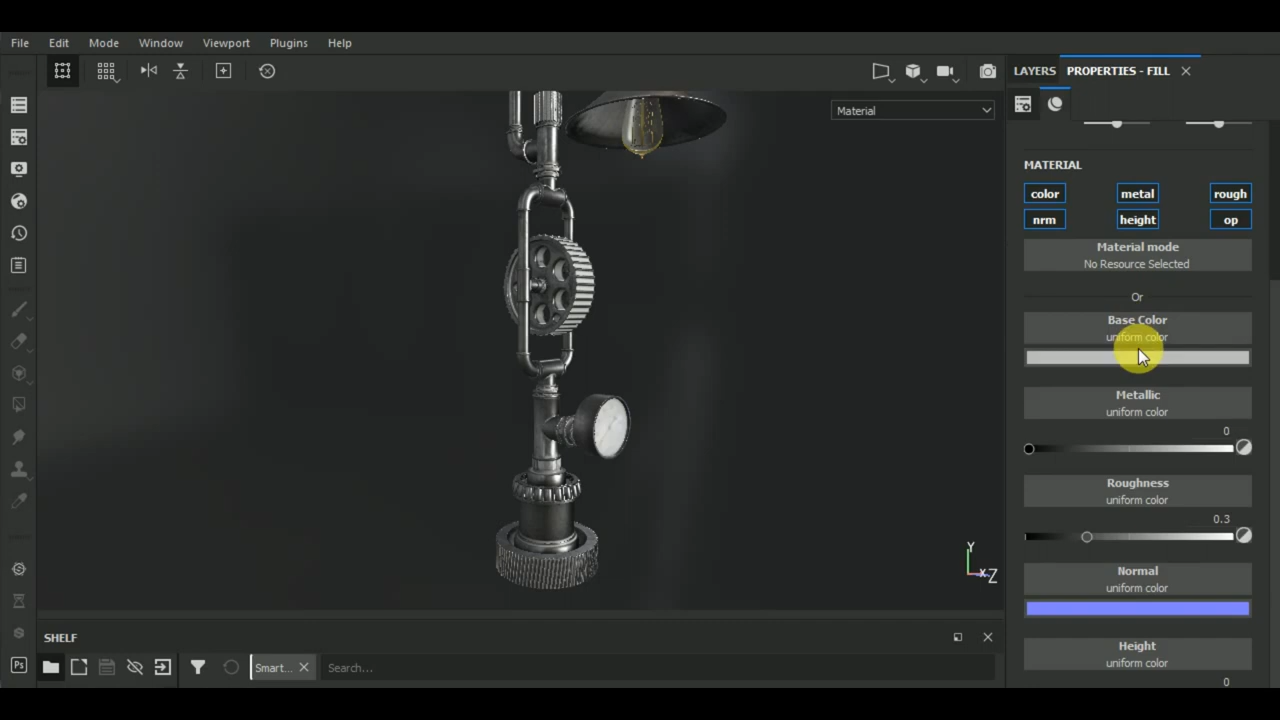 File Edit Mode Window Viewport Plugins Help
LAYERS PROPERTIES - FILL
Material
MATERIAL
color metal rough
nrm height op
Material mode
No Resource Selected
Or
Base Color
uniform color
Metallic
uniform color
0
Roughness
uniform color
0.3
Normal
uniform color
Height
uniform color
0
Y
X Z
SHELF
Ps
Smart... Search...